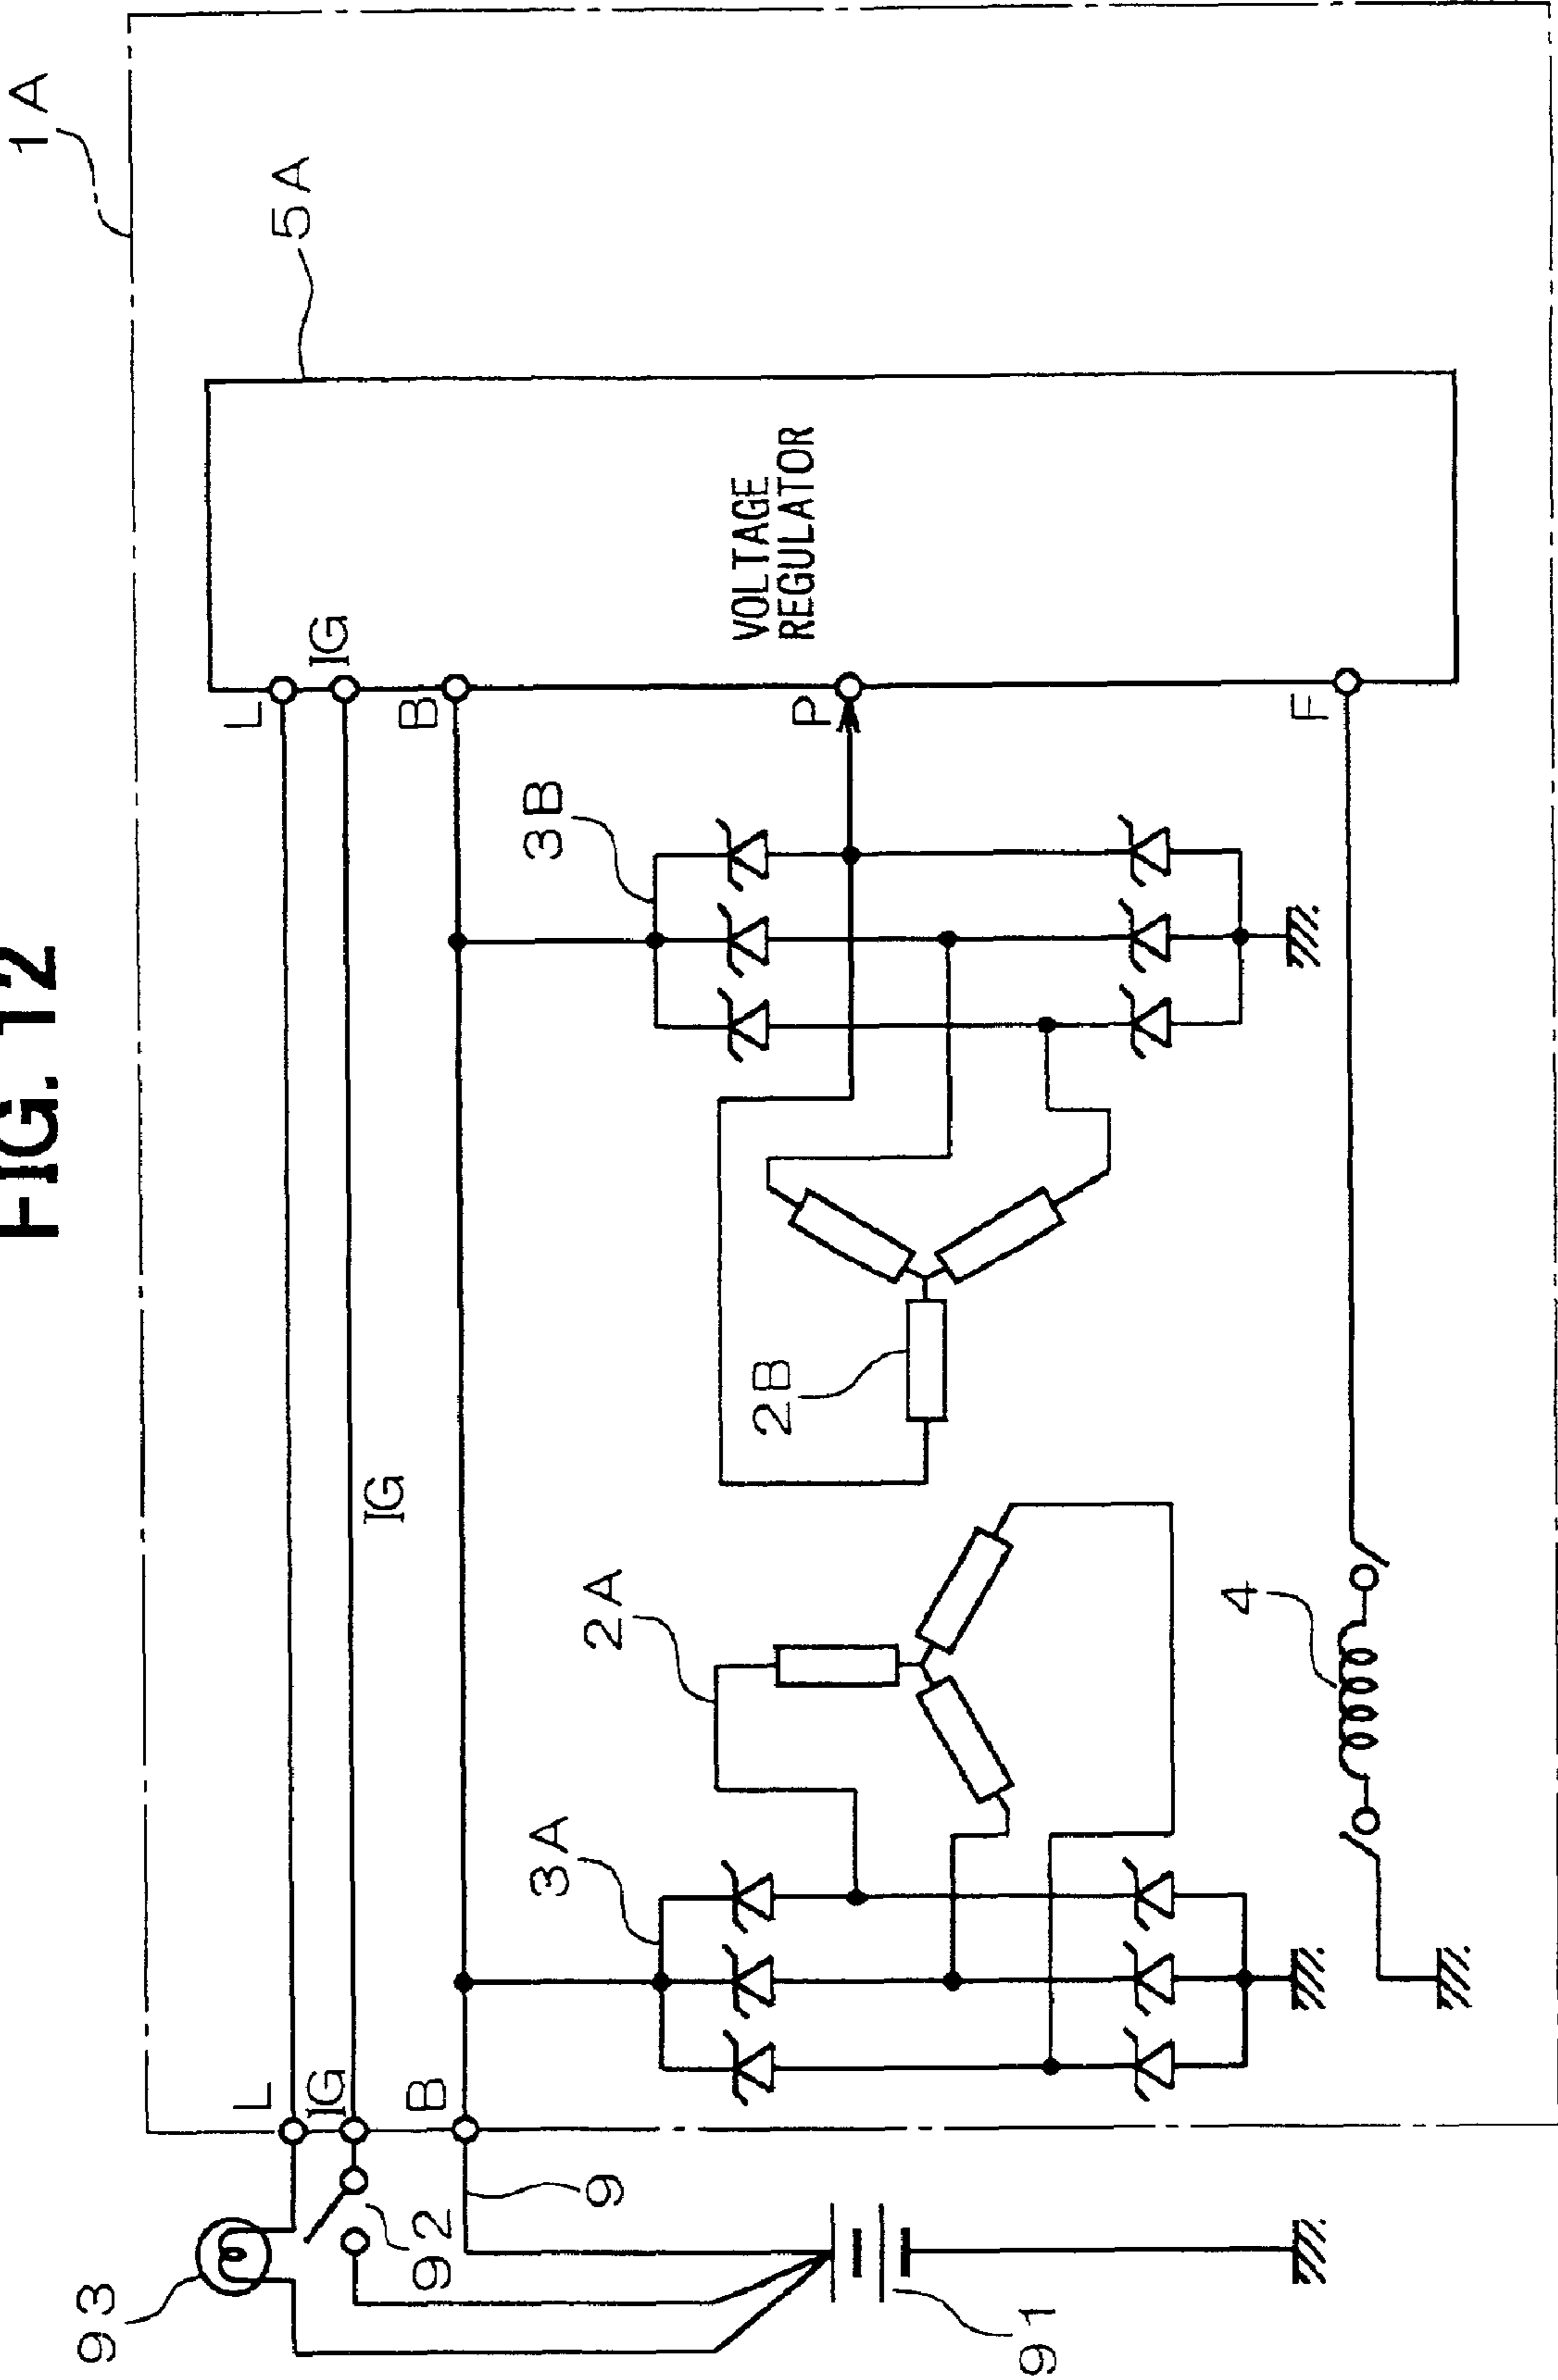 FIG. 12
1A
5A
L
IG
B
VOLTAGE
REGULATOR
P
F
3B
2B
IG
2A
3A
4
L
IG
B
9
92
93
91